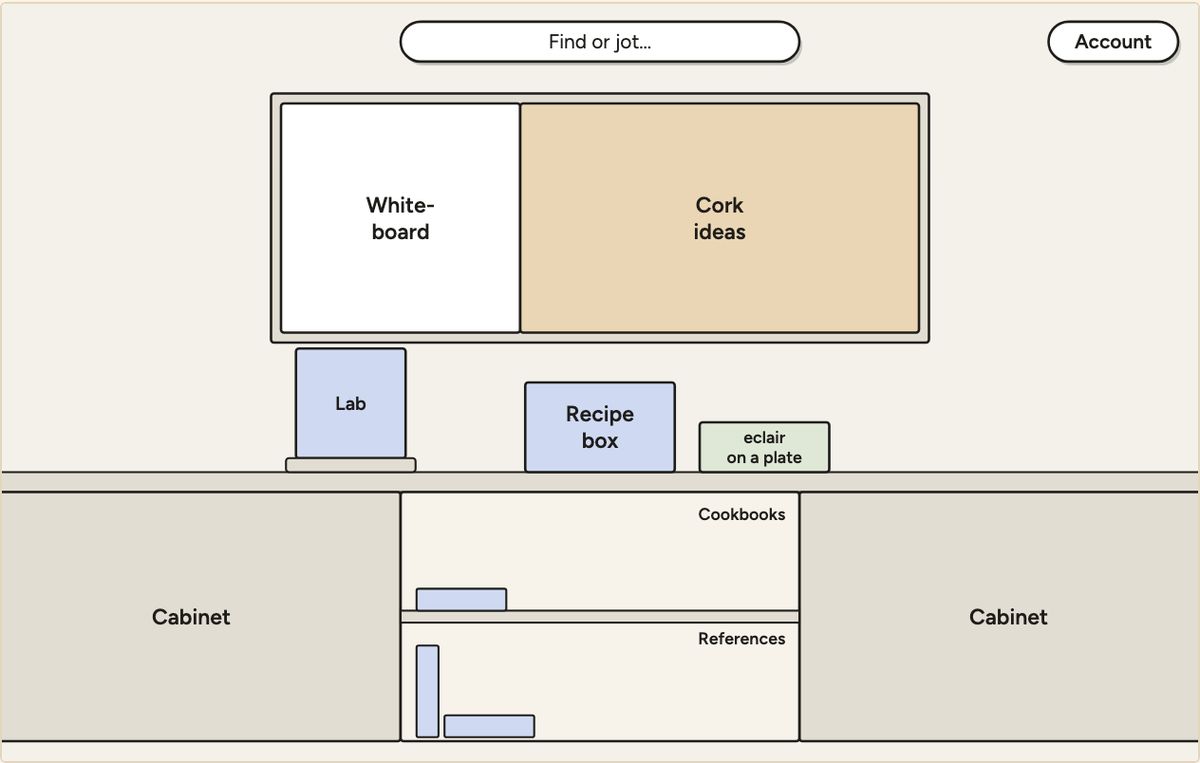 Find or jot...
Account
White-
board
Cork
ideas
Lab
Recipe
box
eclair
on a plate
Cookbooks
Cabinet
Cabinet
References